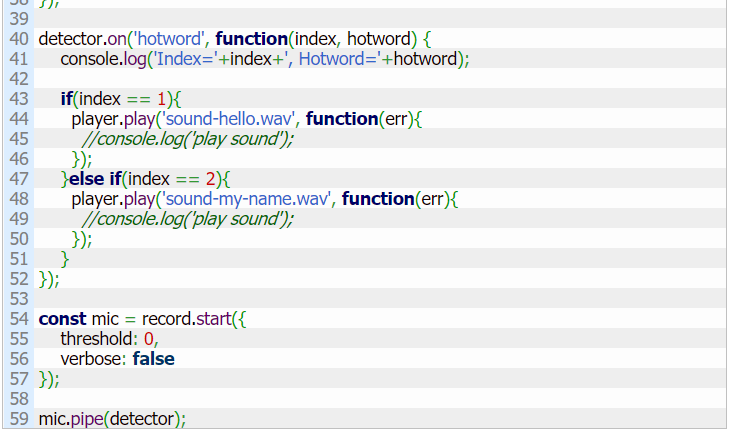 38 });
39
40 detector.on('hotword', function(index, hotword) {
41     console.log('Index='+index+', Hotword='+hotword);
42
43     if(index == 1){
44       player.play('sound-hello.wav', function(err){
45         //console.log('play sound');
46       });
47     }else if(index == 2){
48       player.play('sound-my-name.wav', function(err){
49         //console.log('play sound');
50       });
51     }
52 });
53
54 const mic = record.start({
55     threshold: 0,
56     verbose: false
57 });
58
59 mic.pipe(detector);